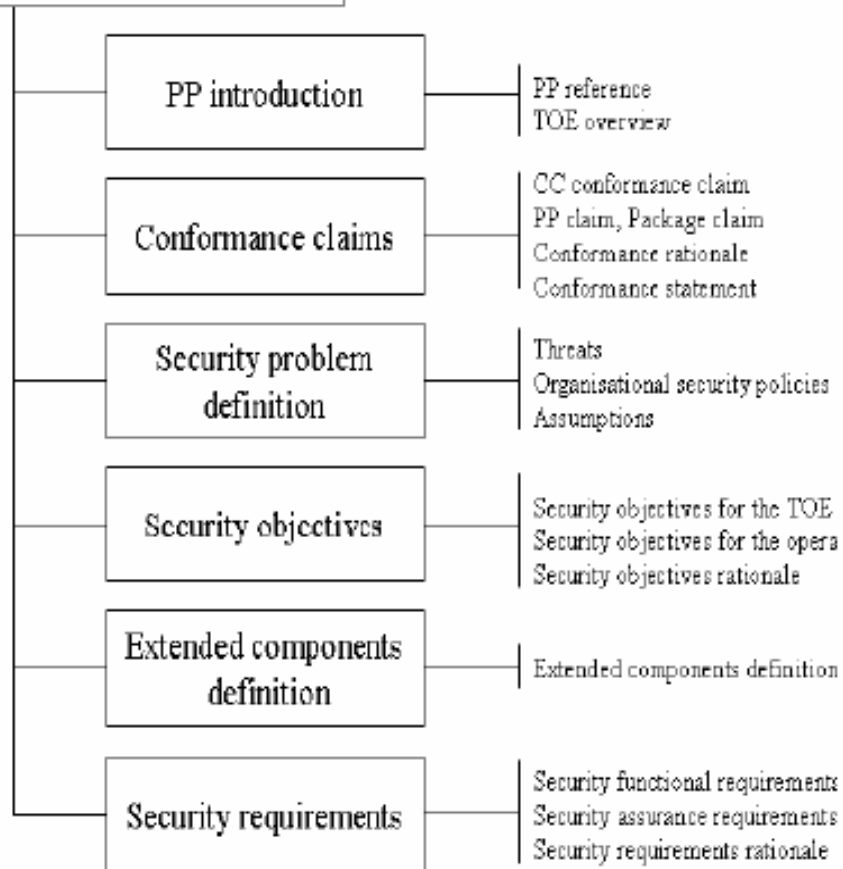 PP introduction
PP reference
TOE overview
Conformance claims
CC conformance claim
PP claim, Package claim
Conformance rationale
Conformance statement
Security problem
definition
Threats
Organisational security policies
Assumptions
Security objectives
Security objectives for the TOE
Security objectives for the opera
Security objectives rationale
Extended components
definition
Extended components definition
Security requirements
Security functional requirements
Security assurance requirements
Security requirements rationale